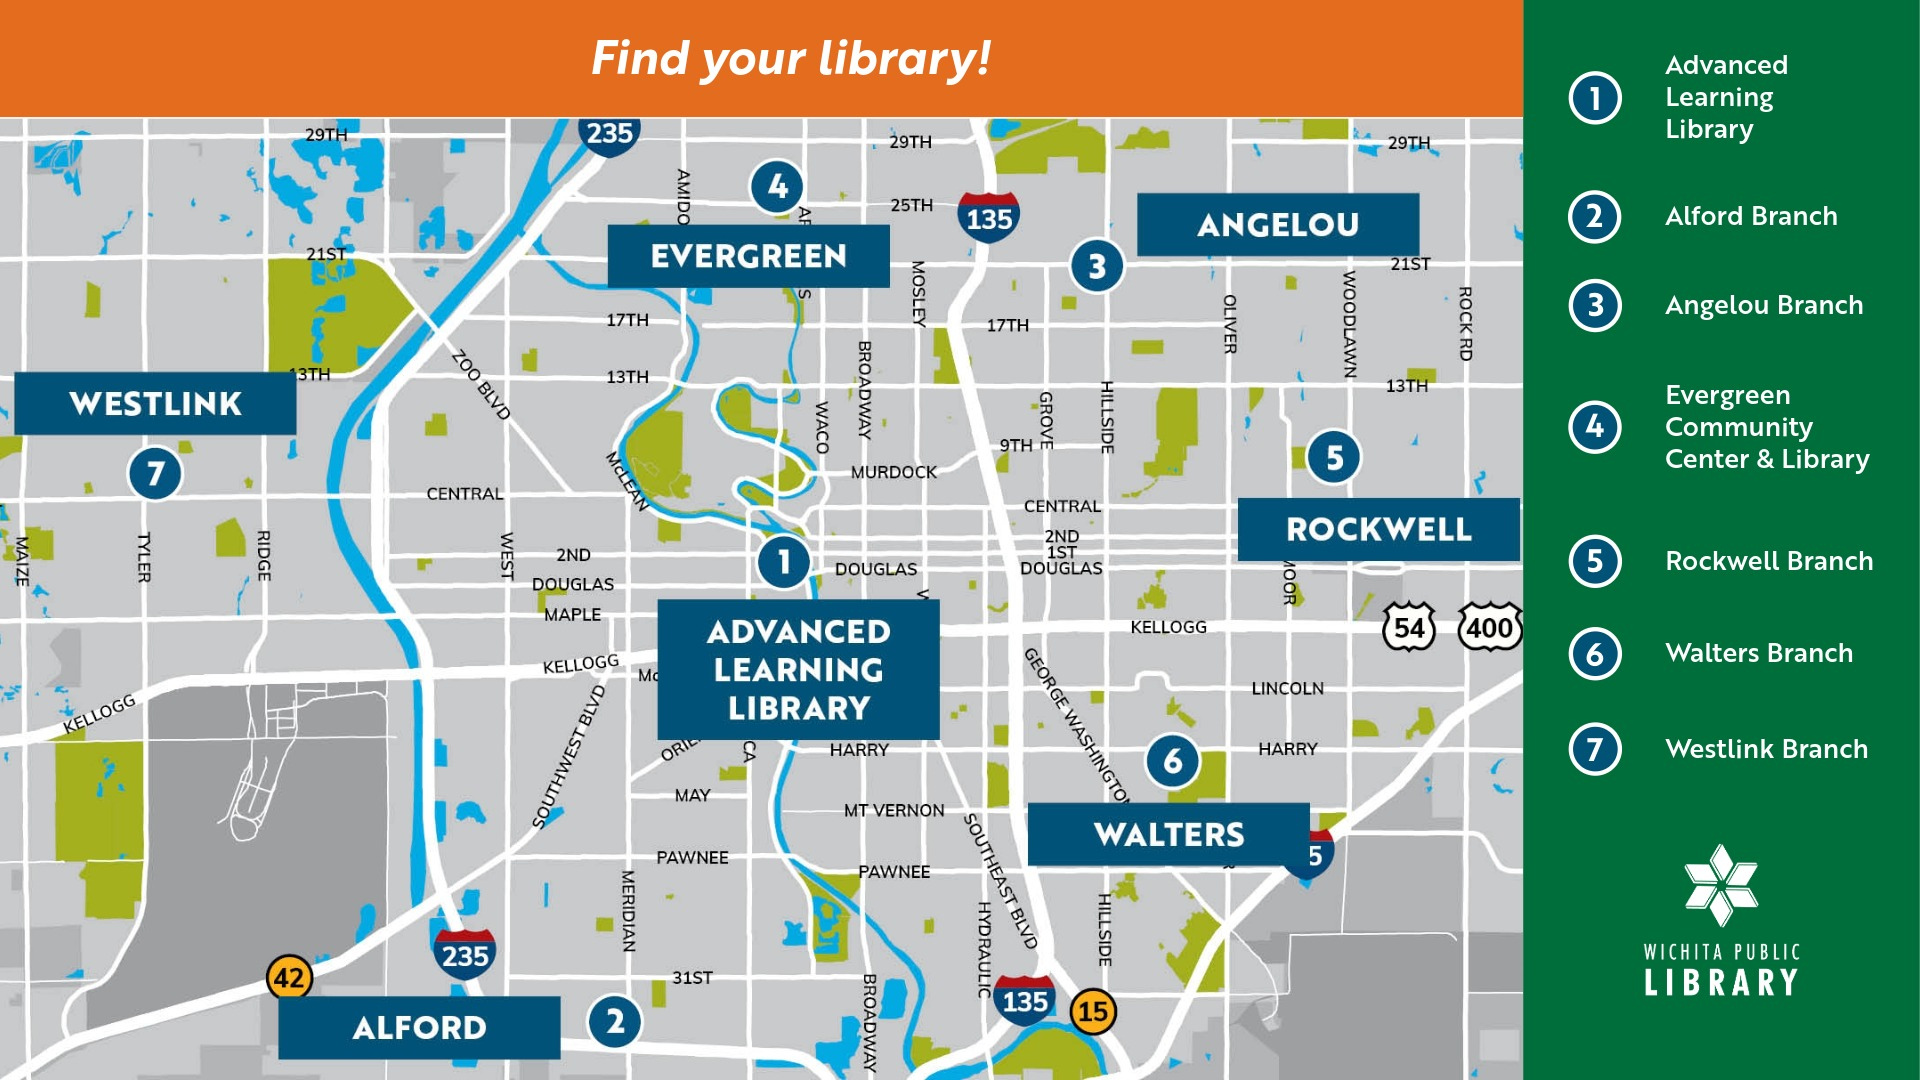 Find your library!
1
Advanced
Learning
Library
2
Alford Branch
3
Angelou Branch
4
Evergreen
Community
Center & Library
5
Rockwell Branch
6
Walters Branch
7
Westlink Branch
WICHITA PUBLIC
LIBRARY
29TH
235
29TH
29TH
AMIDON
4
25TH
135
ANGELOU
EVERGREEN
21ST
3
21ST
MOSLEY
OLIVER
WOODLAWN
ROCK RD
17TH
17TH
ZOO BLVD
BROADWAY
13TH
13TH
13TH
WESTLINK
7
WACO
GROVE
HILLSIDE
9TH
5
McLEAN
MURDOCK
CENTRAL
CENTRAL
ROCKWELL
MAIZE
TYLER
RIDGE
WEST
2ND
2ND
1ST
1
DOUGLAS
DOUGLAS
DOUGLAS
MAPLE
KELLOGG
54
400
ADVANCED
LEARNING
LIBRARY
KELLOGG
KELLOGG
GEORGE WASHINGTON
LINCOLN
SOUTHWEST BLVD
HARRY
HARRY
6
MAY
MT VERNON
SOUTHEAST BLVD
WALTERS
5
PAWNEE
PAWNEE
MERIDIAN
HYDRAULIC
HILLSIDE
235
42
31ST
BROADWAY
135
15
ALFORD
2